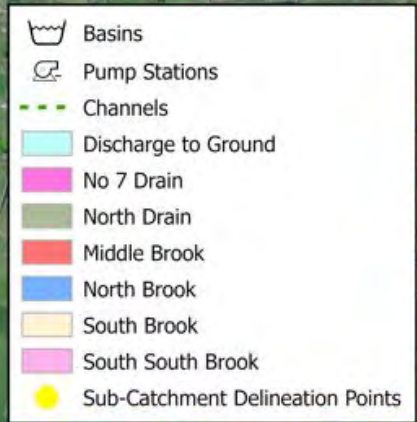 Basins
Pump Stations
Channels
Discharge to Ground
No 7 Drain
North Drain
Middle Brook
North Brook
South Brook
South South Brook
Sub-Catchment Delineation Points